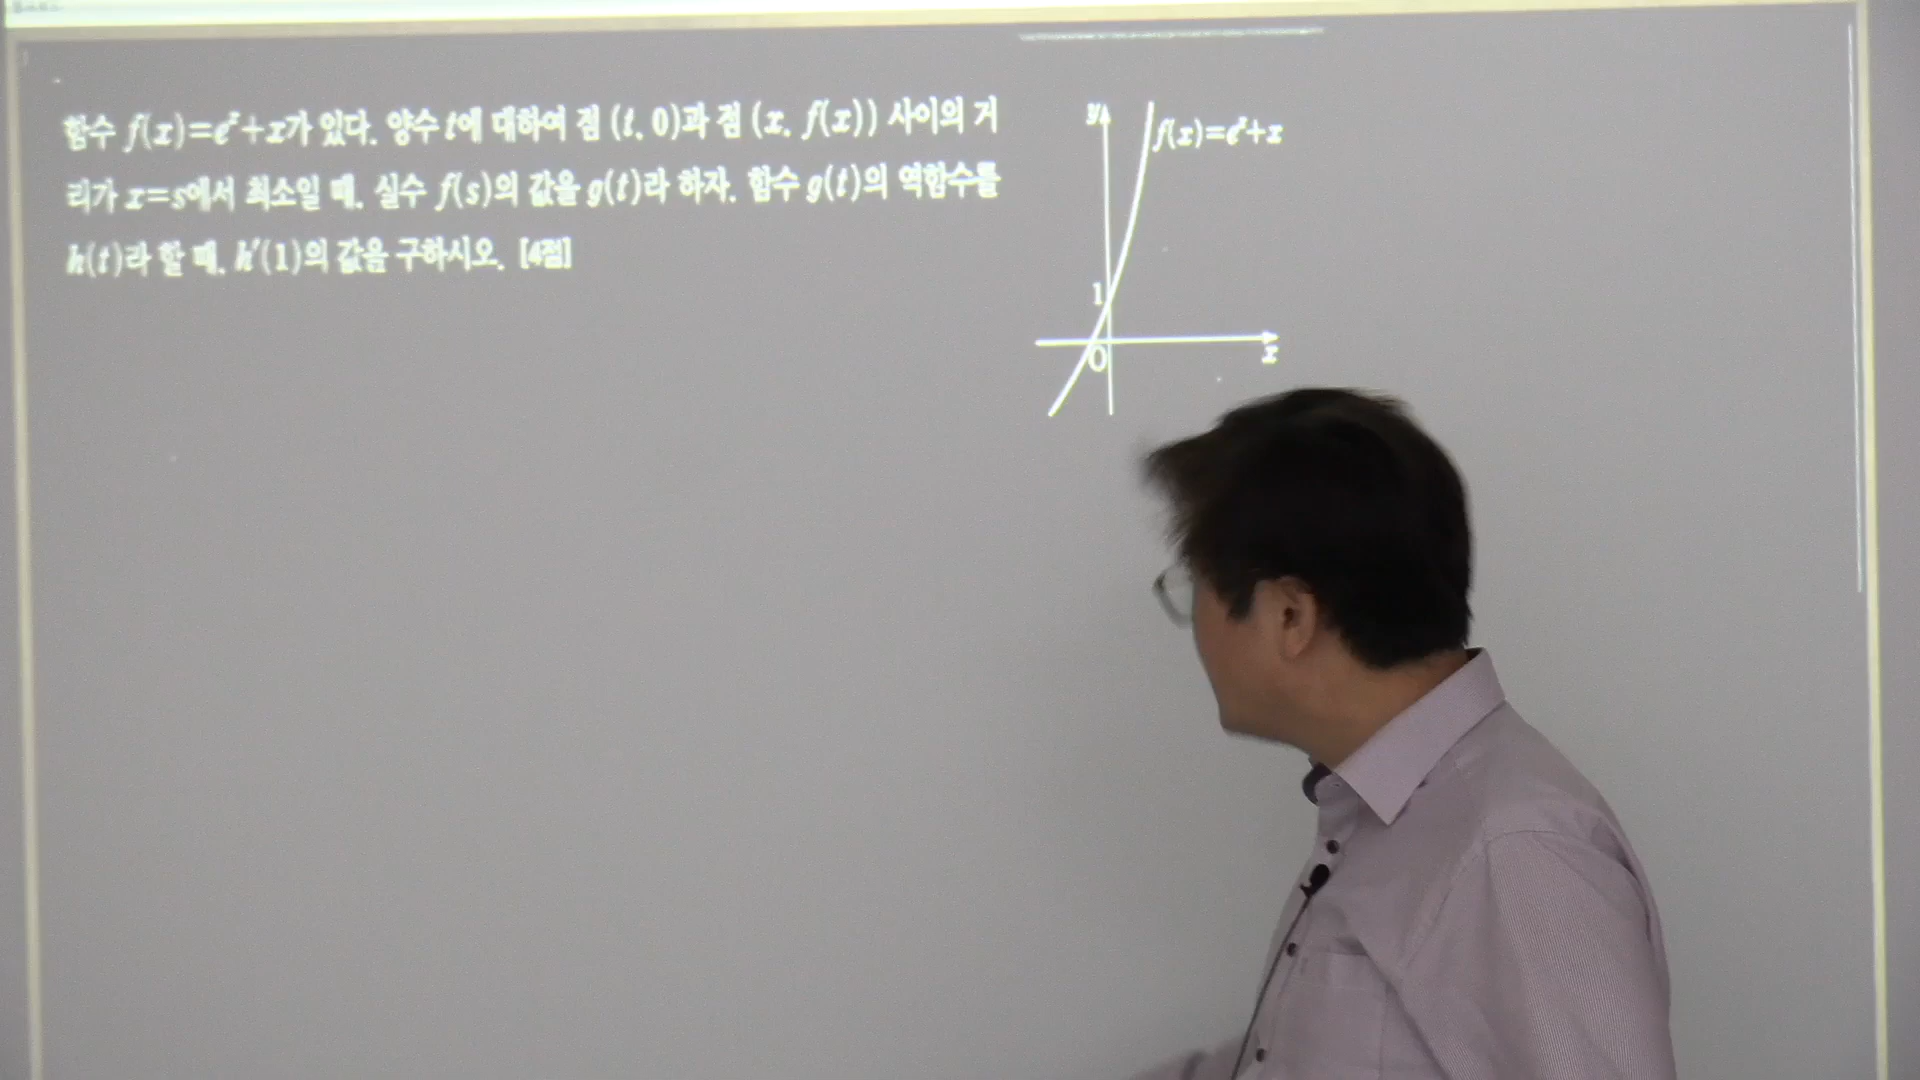 함수 f(x)=e^x+x가 있다. 양수 t에 대하여 점 (t, 0)과 점 (x, f(x)) 사이의 거
리가 x=s에서 최소일 때, 실수 f(s)의 값을 g(t)라 하자. 함수 g(t)의 역함수를
h(t)라 할 때, h′(1)의 값을 구하시오. [4점]
y
f(x)=e^x+x
1
0
x